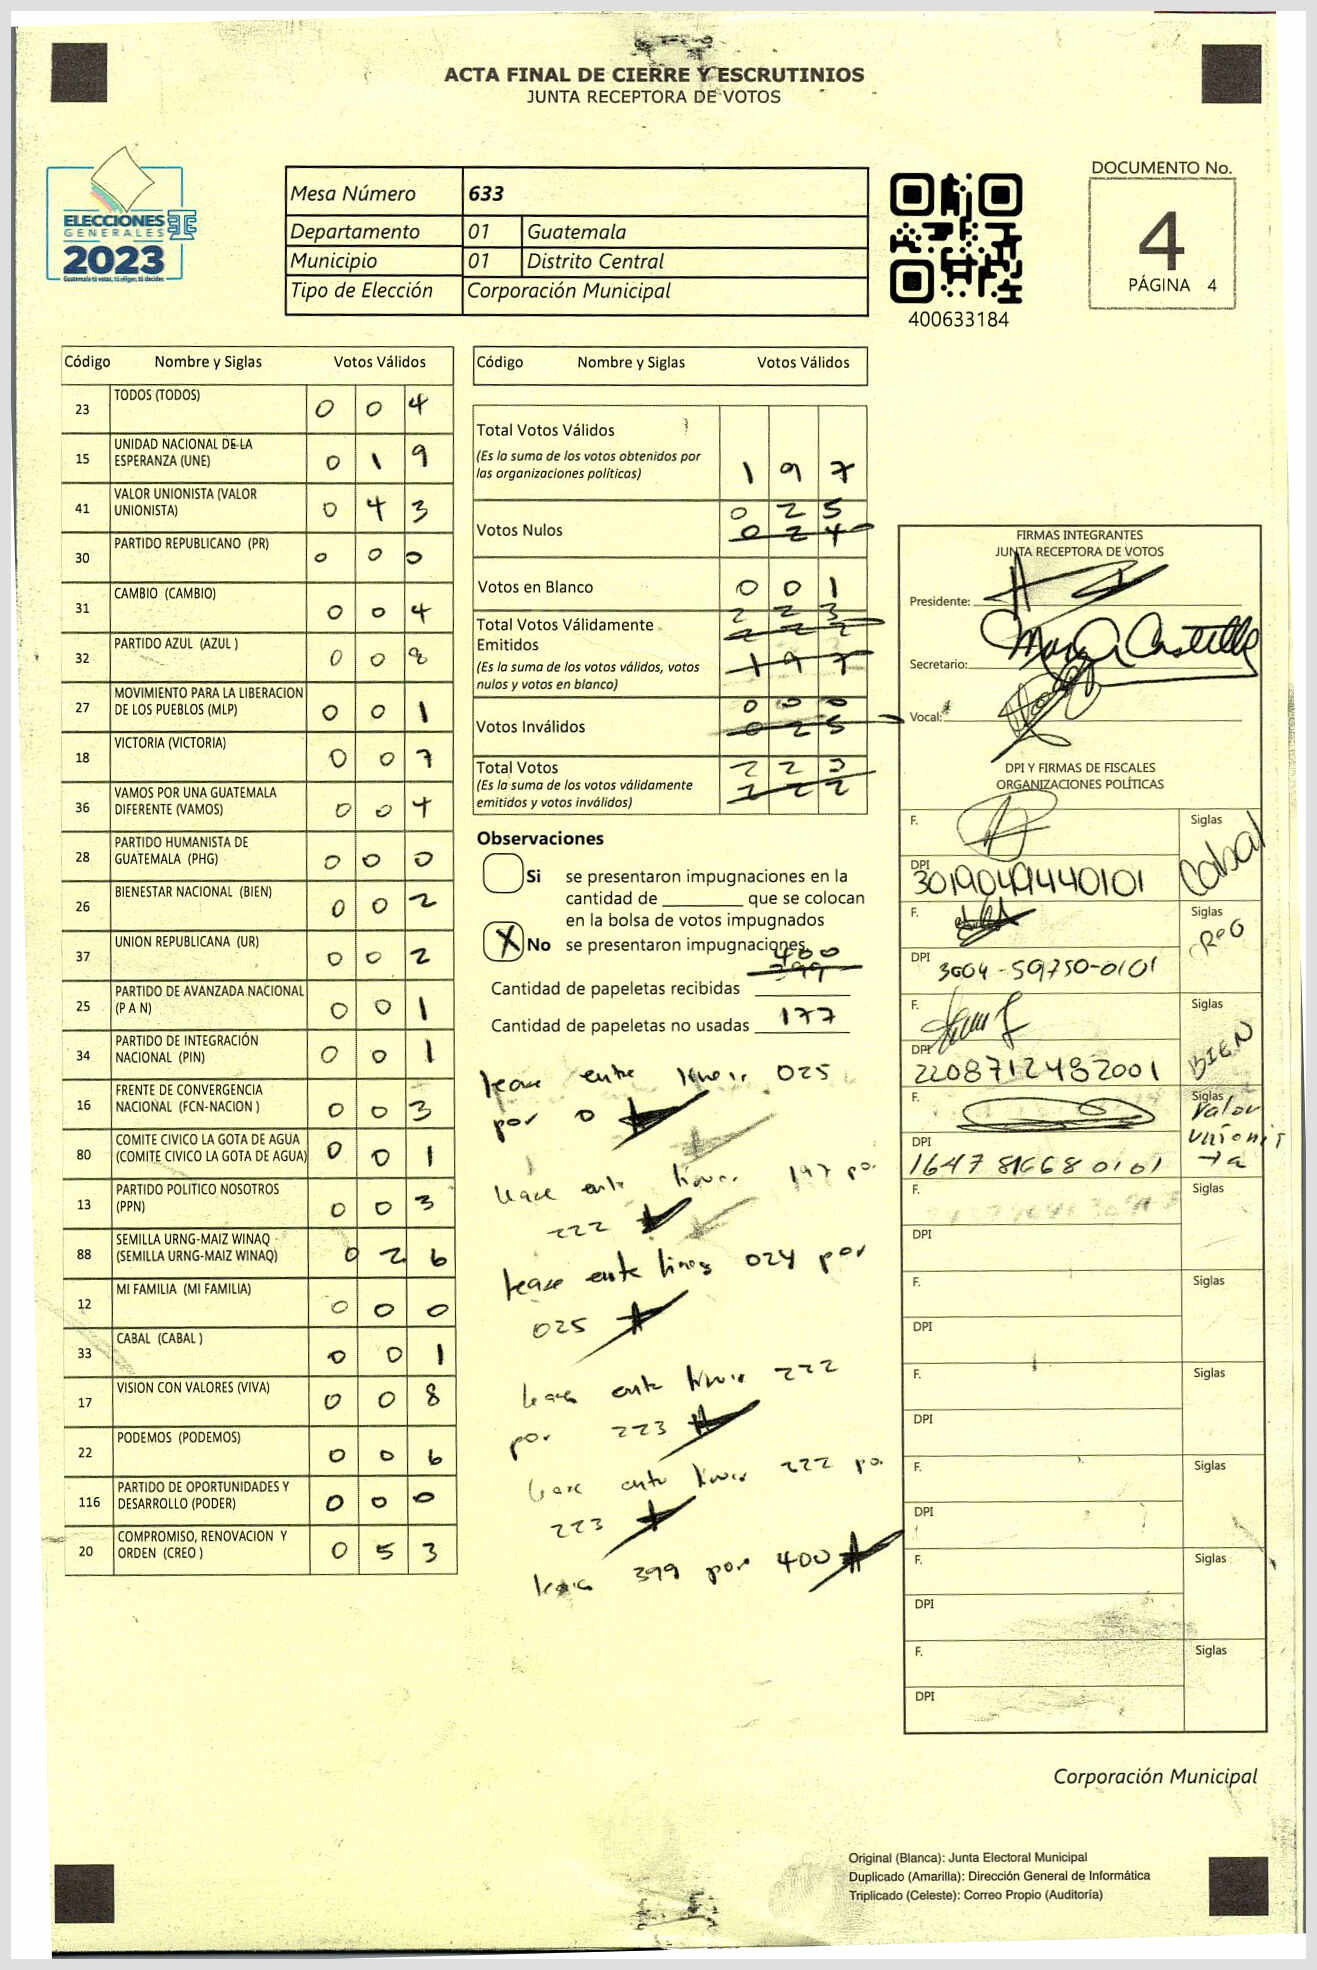 ACTA FINAL DE CIERRE Y ESCRUTINIOS
JUNTA RECEPTORA DE VOTOS
ELECCIONES
GENERALES
2023
Guatemala tú votas, tú eliges, tú decides
Mesa Número 633
Departamento 01 Guatemala
Municipio 01 Distrito Central
Tipo de Elección Corporación Municipal
400633184
DOCUMENTO No.
4
PÁGINA 4
Código Nombre y Siglas Votos Válidos
23 TODOS (TODOS) 0 0 4
15 UNIDAD NACIONAL DE LA ESPERANZA (UNE) 0 1 9
41 VALOR UNIONISTA (VALOR UNIONISTA) 0 4 3
30 PARTIDO REPUBLICANO (PR) 0 0 0
31 CAMBIO (CAMBIO) 0 0 4
32 PARTIDO AZUL (AZUL ) 0 0 8
27 MOVIMIENTO PARA LA LIBERACION DE LOS PUEBLOS (MLP) 0 0 1
18 VICTORIA (VICTORIA) 0 0 7
36 VAMOS POR UNA GUATEMALA DIFERENTE (VAMOS) 0 0 4
28 PARTIDO HUMANISTA DE GUATEMALA (PHG) 0 0 0
26 BIENESTAR NACIONAL (BIEN) 0 0 2
37 UNION REPUBLICANA (UR) 0 0 2
25 PARTIDO DE AVANZADA NACIONAL (P A N) 0 0 1
34 PARTIDO DE INTEGRACIÓN NACIONAL (PIN) 0 0 1
16 FRENTE DE CONVERGENCIA NACIONAL (FCN-NACION ) 0 0 3
80 COMITE CIVICO LA GOTA DE AGUA (COMITE CIVICO LA GOTA DE AGUA) 0 0 1
13 PARTIDO POLITICO NOSOTROS (PPN) 0 0 3
88 SEMILLA URNG-MAIZ WINAQ (SEMILLA URNG-MAIZ WINAQ) 0 2 6
12 MI FAMILIA (MI FAMILIA) 0 0 0
33 CABAL (CABAL ) 0 0 1
17 VISION CON VALORES (VIVA) 0 0 8
22 PODEMOS (PODEMOS) 0 0 6
116 PARTIDO DE OPORTUNIDADES Y DESARROLLO (PODER) 0 0 0
20 COMPROMISO, RENOVACION Y ORDEN (CREO ) 0 5 3
Código Nombre y Siglas Votos Válidos
Total Votos Válidos
(Es la suma de los votos obtenidos por
las organizaciones políticas) 1 9 7
0 2 5
Votos Nulos 0 2 4
Votos en Blanco 0 0 1
2 2 3
Total Votos Válidamente 2 2 2
Emitidos
(Es la suma de los votos válidos, votos 1 9 7
nulos y votos en blanco)
0 0 0
Votos Inválidos 0 2 5
Total Votos 2 2 3
(Es la suma de los votos válidamente 2 2 2
emitidos y votos inválidos)
Observaciones
Si se presentaron impugnaciones en la
cantidad de ________ que se colocan
en la bolsa de votos impugnados
X No se presentaron impugnaciones
400
Cantidad de papeletas recibidas 399
Cantidad de papeletas no usadas 177
lease entre lineas 025
por 0
lease ente lineas 197 po.
222
lease ente lineas 024 por
025
lease ente lineas 222
por 223
lease ente lineas 222 po.
223
lease 399 por 400
FIRMAS INTEGRANTES
JUNTA RECEPTORA DE VOTOS
Presidente:
Secretario:
Vocal:
DPI Y FIRMAS DE FISCALES
ORGANIZACIONES POLÍTICAS
F. Siglas
Cabal
DPI
F. Siglas
CREO
DPI 3004-59750-0101
F. Siglas
BIEN
DPI 2208712482001
F. Siglas
Valor
unionis
ta
DPI
1647816680101
F. Siglas
DPI
F. Siglas
DPI
F. Siglas
DPI
F. Siglas
DPI
F. Siglas
DPI
F. Siglas
DPI
Corporación Municipal
Original (Blanca): Junta Electoral Municipal
Duplicado (Amarilla): Dirección General de Informática
Triplicado (Celeste): Correo Propio (Auditoría)